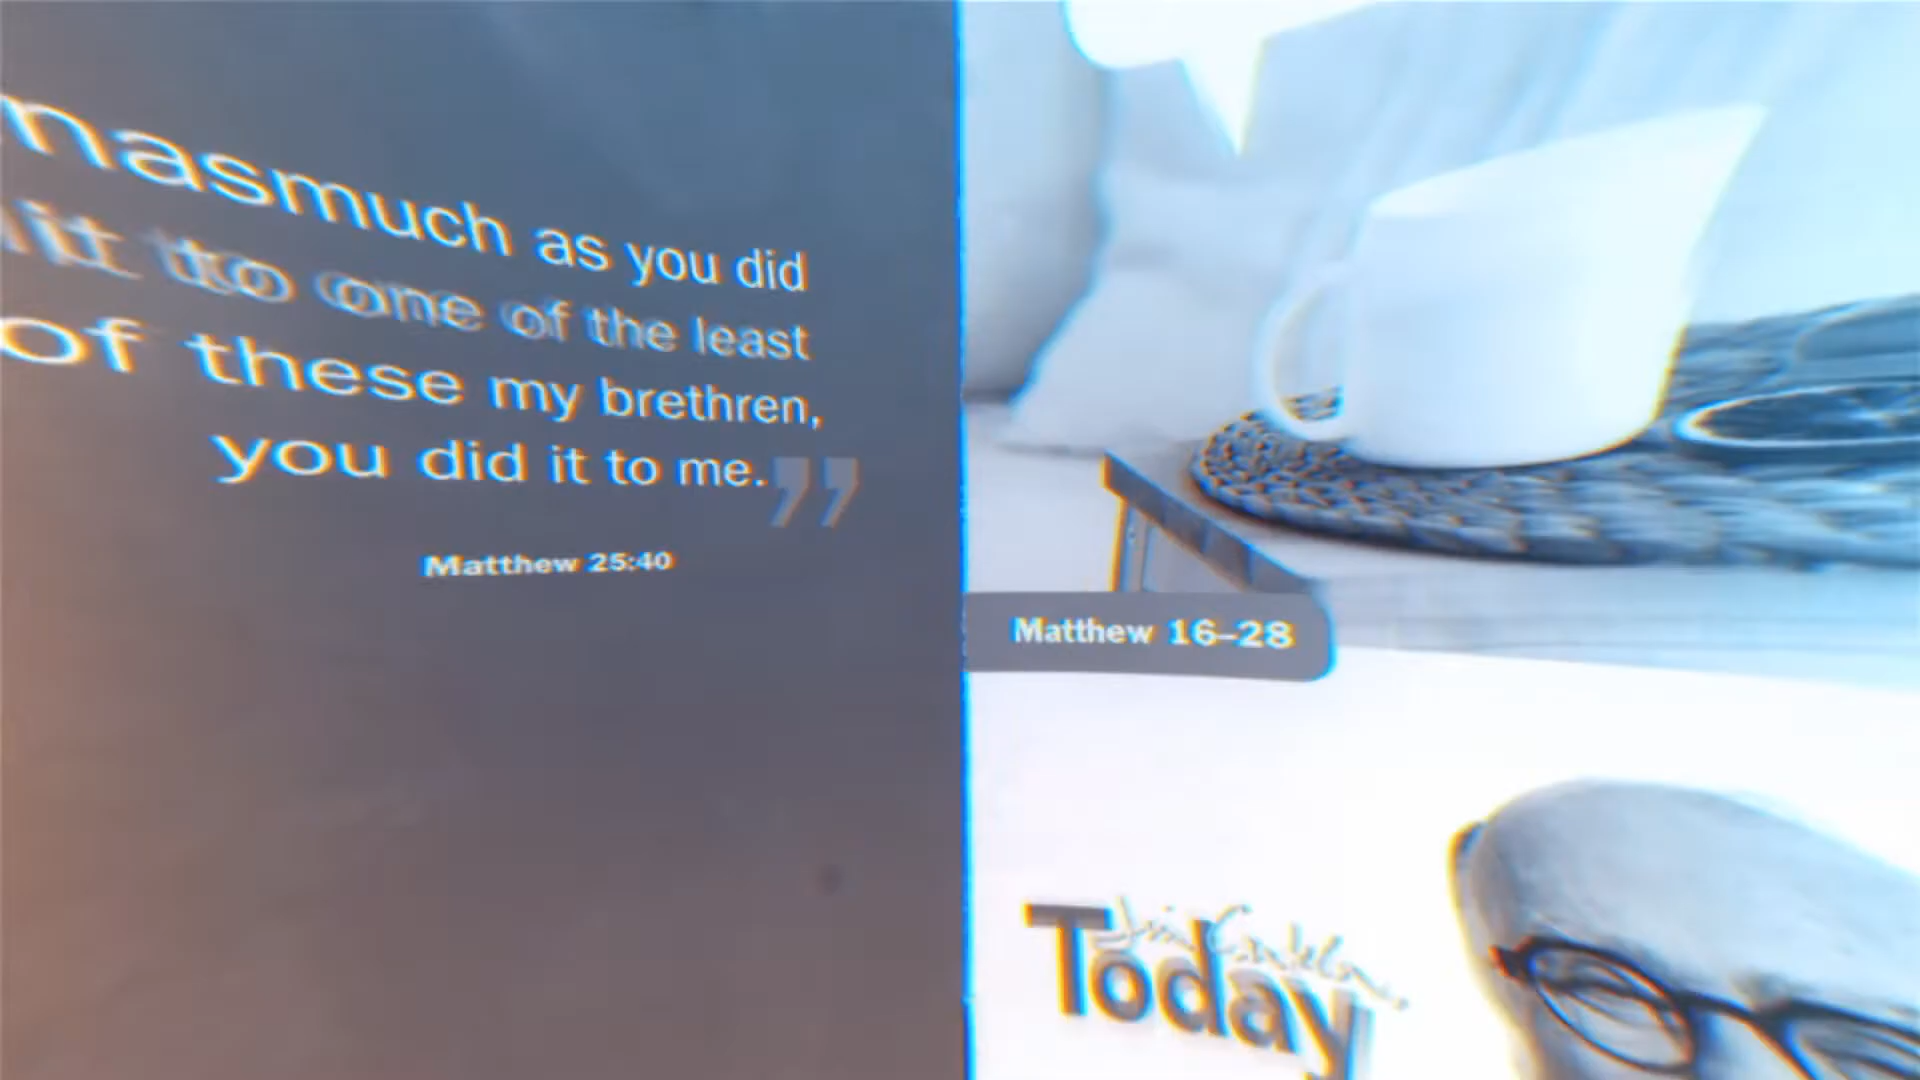 nasmuch as you did
it to one of the least
of these my brethren,
you did it to me.”
Matthew 25:40
Matthew 16–28
Today